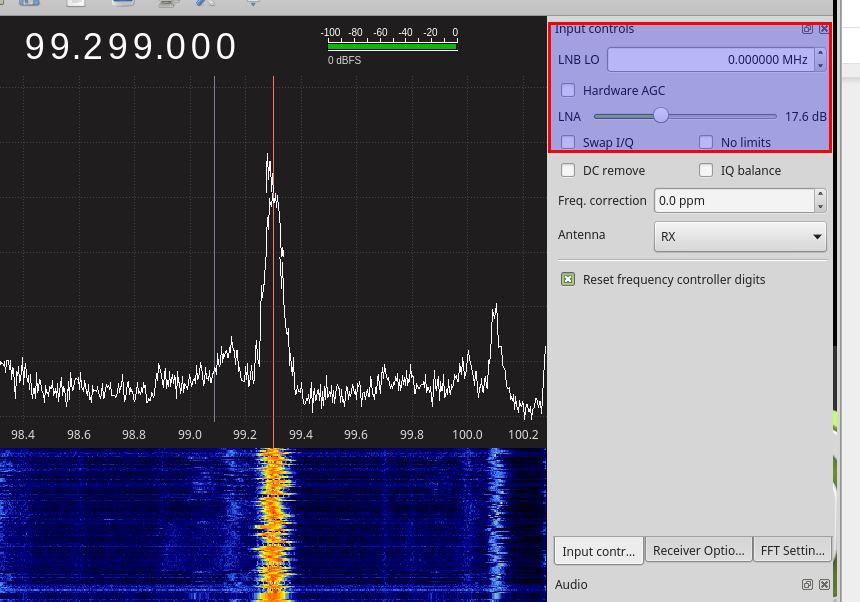 99.299.000
-100 -80 -60 -40 -20 0
0 dBFS
98.4 98.6 98.8 99.0 99.2 99.4 99.6 99.8 100.0 100.2
Input controls
LNB LO 0.000000 MHz
Hardware AGC
LNA 17.6 dB
Swap I/Q No limits
DC remove IQ balance
Freq. correction 0.0 ppm
Antenna RX
Reset frequency controller digits
Input contr... Receiver Optio... FFT Settin...
Audio